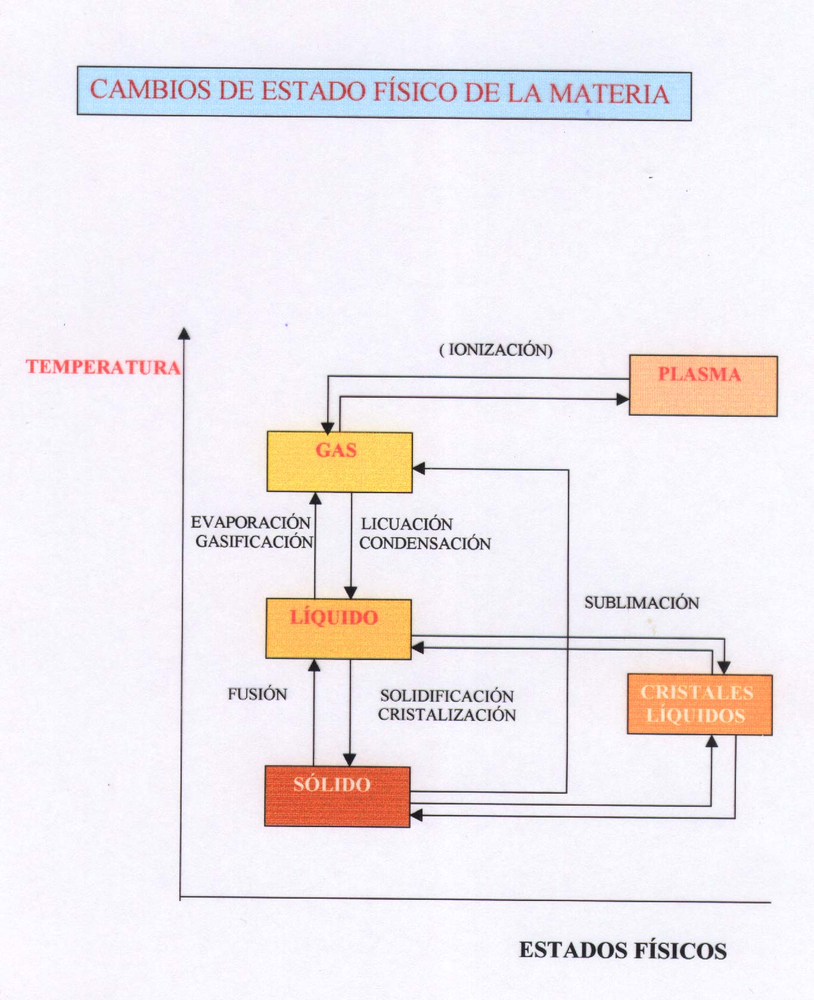 CAMBIOS DE ESTADO FÍSICO DE LA MATERIA
( IONIZACIÓN)
TEMPERATURA
PLASMA
GAS
EVAPORACIÓN
GASIFICACIÓN
LICUACIÓN
CONDENSACIÓN
SUBLIMACIÓN
LÍQUIDO
FUSIÓN
SOLIDIFICACIÓN
CRISTALIZACIÓN
CRISTALES
LÍQUIDOS
SÓLIDO
ESTADOS FÍSICOS